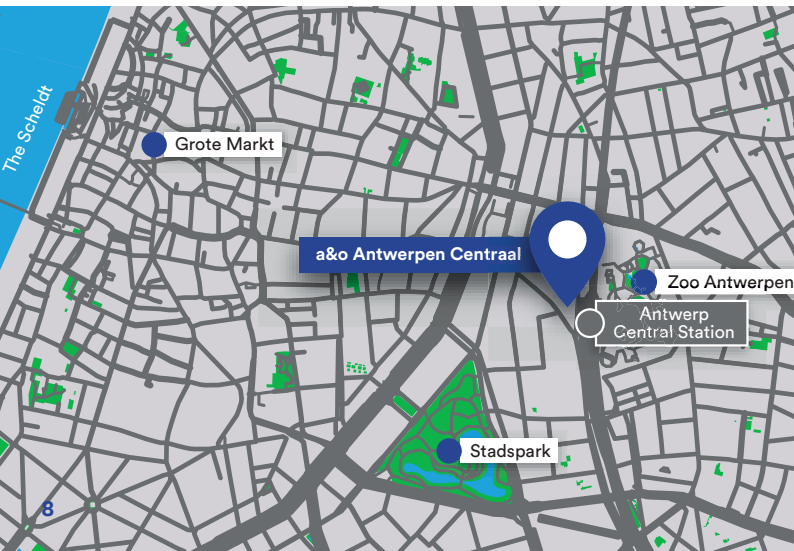 The Scheldt
Grote Markt
a&o Antwerpen Centraal
Zoo Antwerpen
Antwerp
Central Station
Stadspark
8